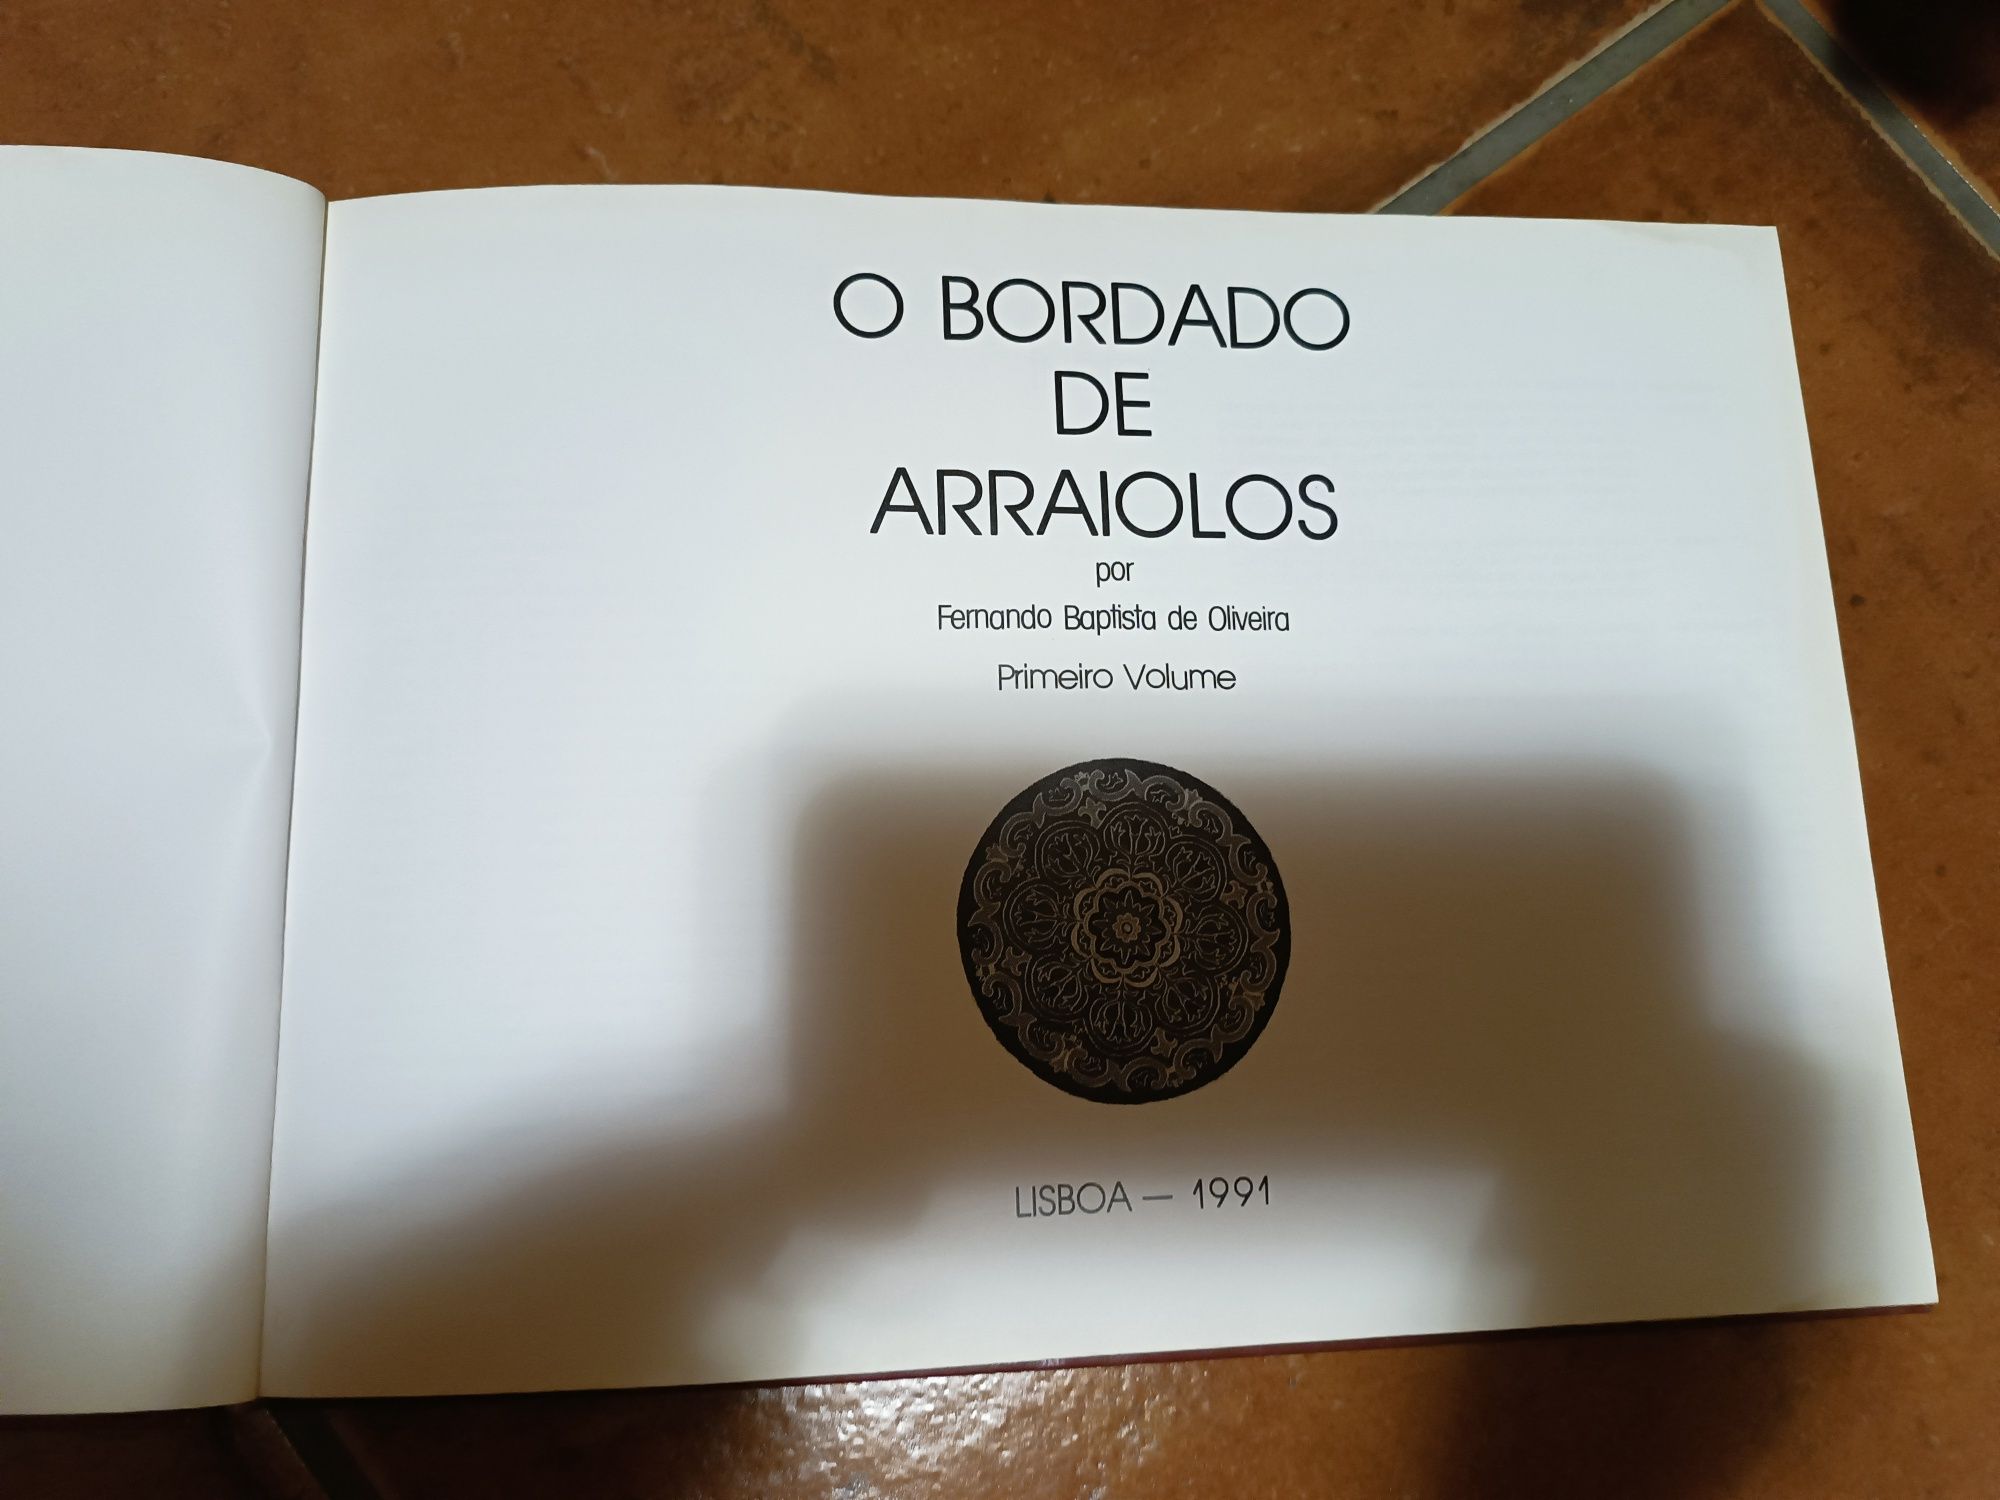 O BORDADO
DE
ARRAIOLOS
por
Fernando Baptista de Oliveira
Primeiro Volume
LISBOA — 1991